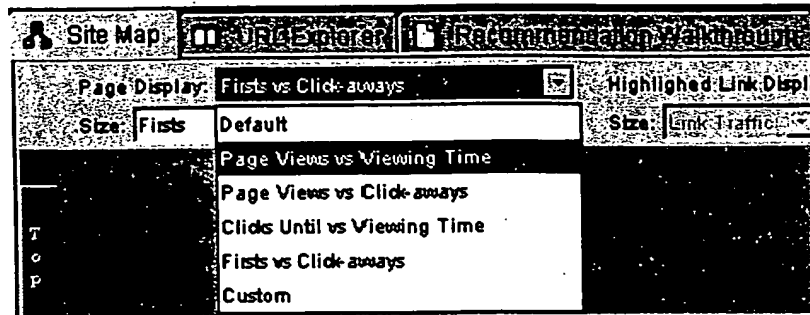 Site Map URL Explorer Recommendation Walkthrough
Page Display: Firsts vs Click-aways Highlighed Link Displ
Size: Firsts Size: Link Traffic
Default
Page Views vs Viewing Time
Page Views vs Click-aways
Clicks Until vs Viewing Time
Firsts vs Click-aways
Custom
T
o
p